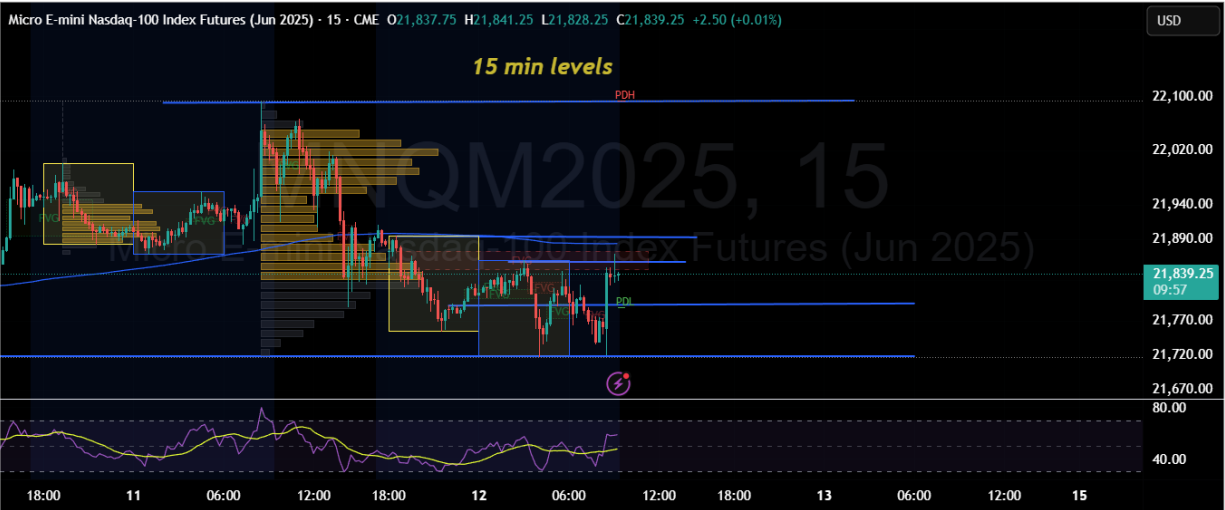 Micro E-mini Nasdaq-100 Index Futures (Jun 2025) · 15 · CME O21,837.75 H21,841.25 L21,828.25 C21,839.25 +2.50 (+0.01%)
USD
15 min levels
PDH
22,100.00
MNQM2025, 15
22,020.00
21,940.00
FVG
FVG
21,890.00
Micro E-mini Nasdaq-100 Index Futures (Jun 2025)
21,839.25
09:57
FVG
FVG
FVG
PDL
21,770.00
21,720.00
21,670.00
80.00
40.00
18:00 11 06:00 12:00 18:00 12 06:00 12:00 18:00 13 06:00 12:00 15